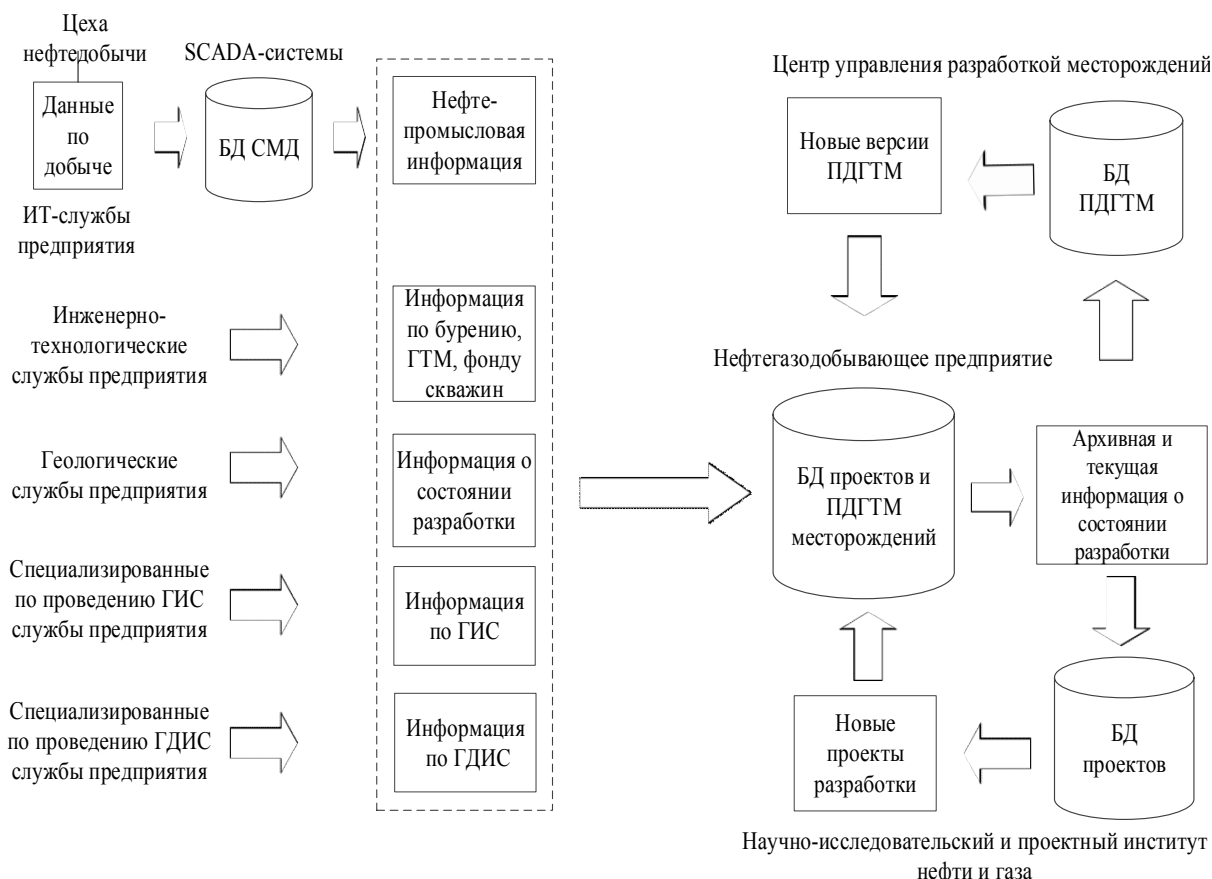 Цеха
нефтедобычи
SCADA-системы
Данные
по
добыче
БД СМД
Нефте-
промысловая
информация
ИТ-службы
предприятия
Инженерно-
технологические
службы предприятия
Информация
по бурению,
ГТМ, фонду
скважин
Геологические
службы предприятия
Информация о
состоянии
разработки
Специализированные
по проведению ГИС
службы предприятия
Информация
по ГИС
Специализированные
по проведению ГДИС
службы предприятия
Информация
по ГДИС
Центр управления разработкой месторождений
Новые версии
ПДГТМ
БД
ПДГТМ
Нефтегазодобывающее предприятие
БД проектов и
ПДГТМ
месторождений
Архивная и
текущая
информация о
состоянии
разработки
Новые
проекты
разработки
БД
проектов
Научно-исследовательский и проектный институт
нефти и газа